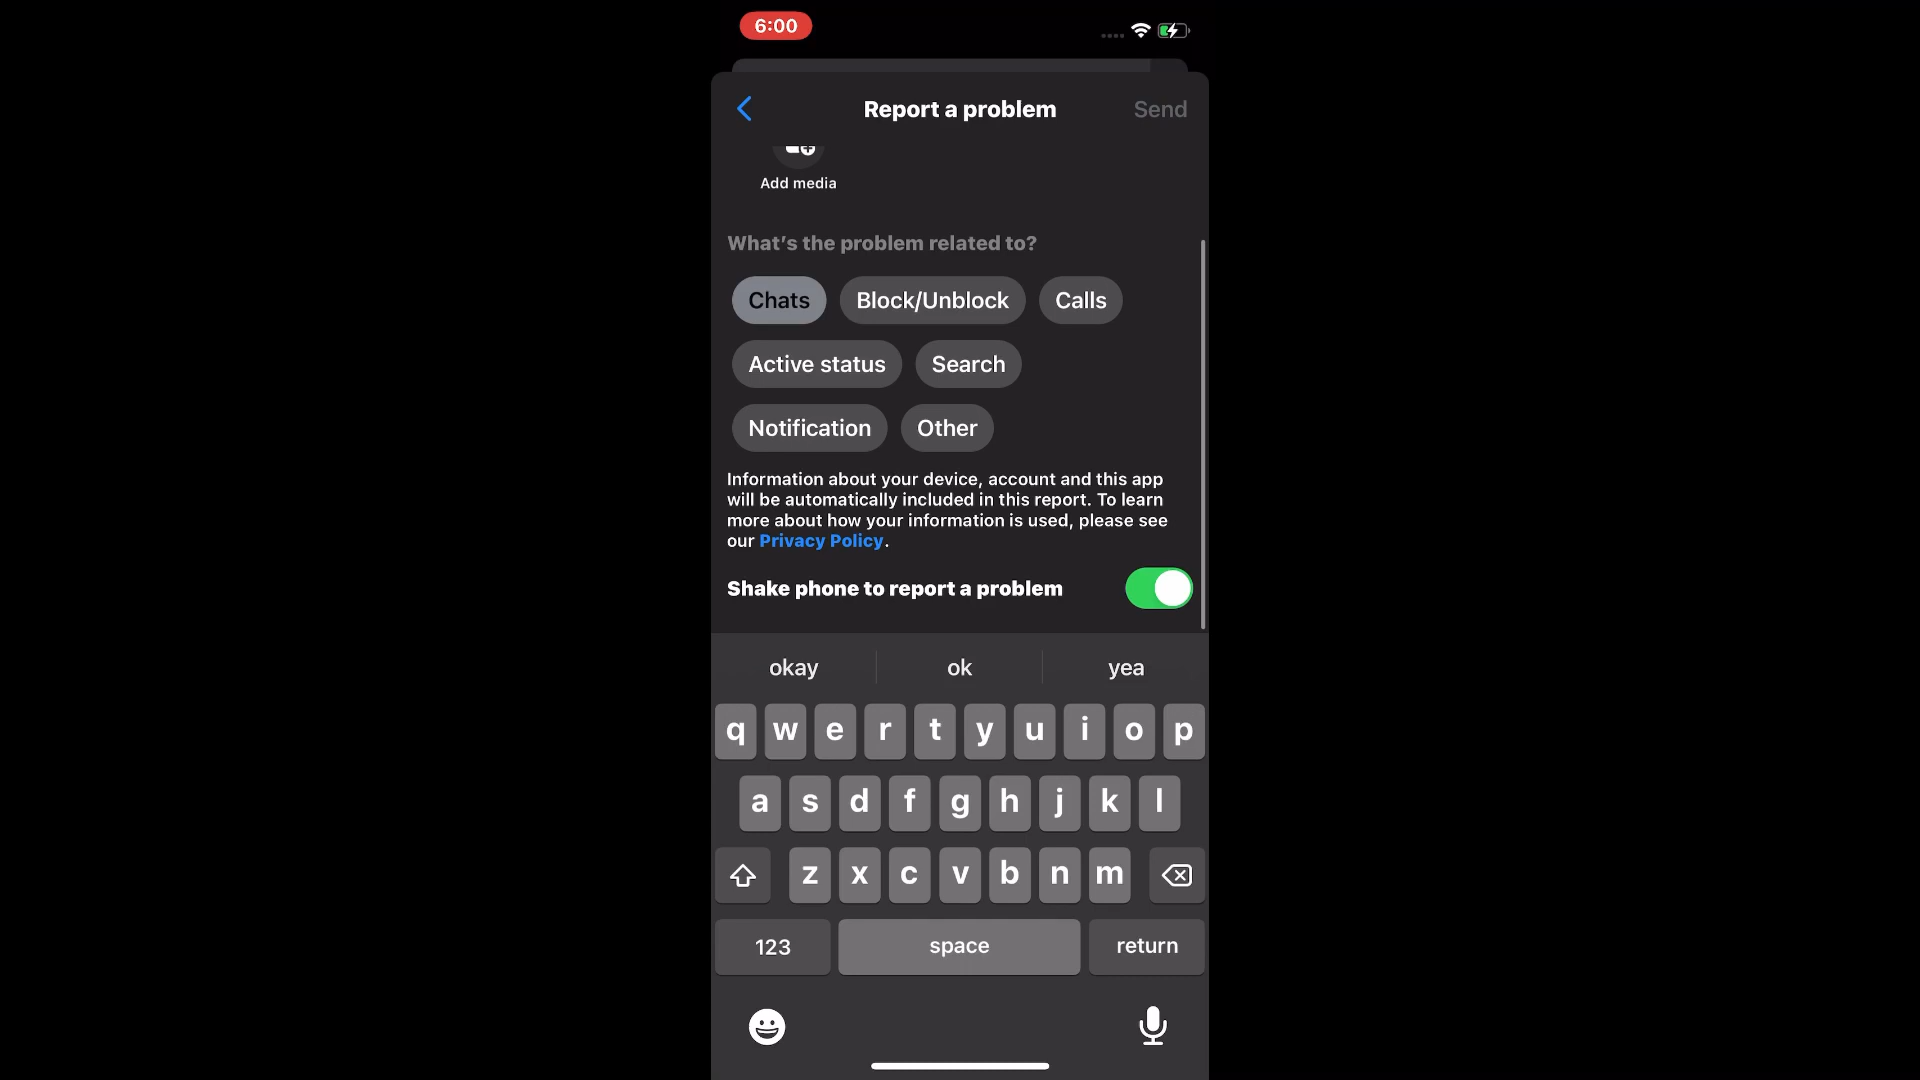 6:00
Report a problem
Send
Add media
What's the problem related to?
Chats
Block/Unblock
Calls
Active status
Search
Notification
Other
Information about your device, account and this app
will be automatically included in this report. To learn
more about how your information is used, please see
our Privacy Policy.
Shake phone to report a problem
okay
ok
yea
q w e r t y u i o p
a s d f g h j k l
z x c v b n m
123
space
return